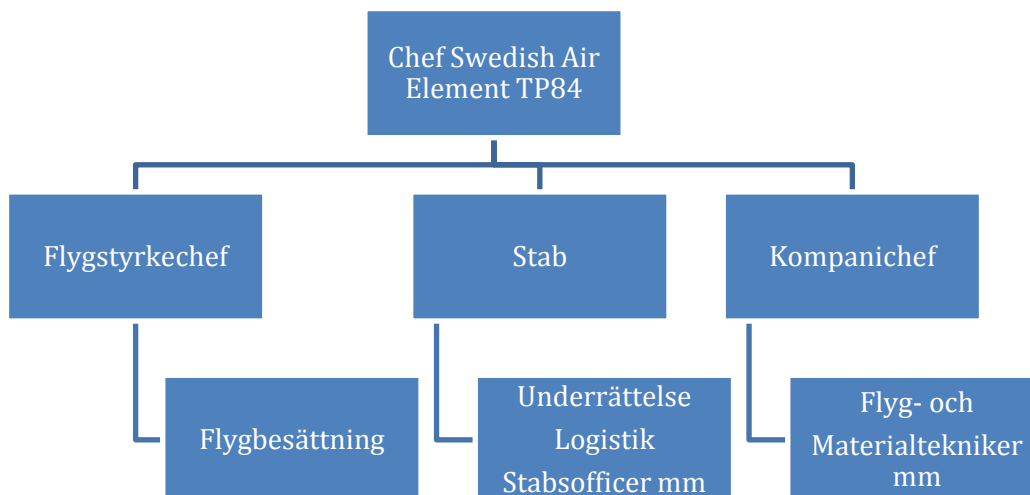 Chef Swedish Air
Element TP84
Flygstyrkechef
Stab
Kompanichef
Flygbesättning
Underrättelse
Logistik
Stabsofficer mm
Flyg- och
Materialtekniker
mm